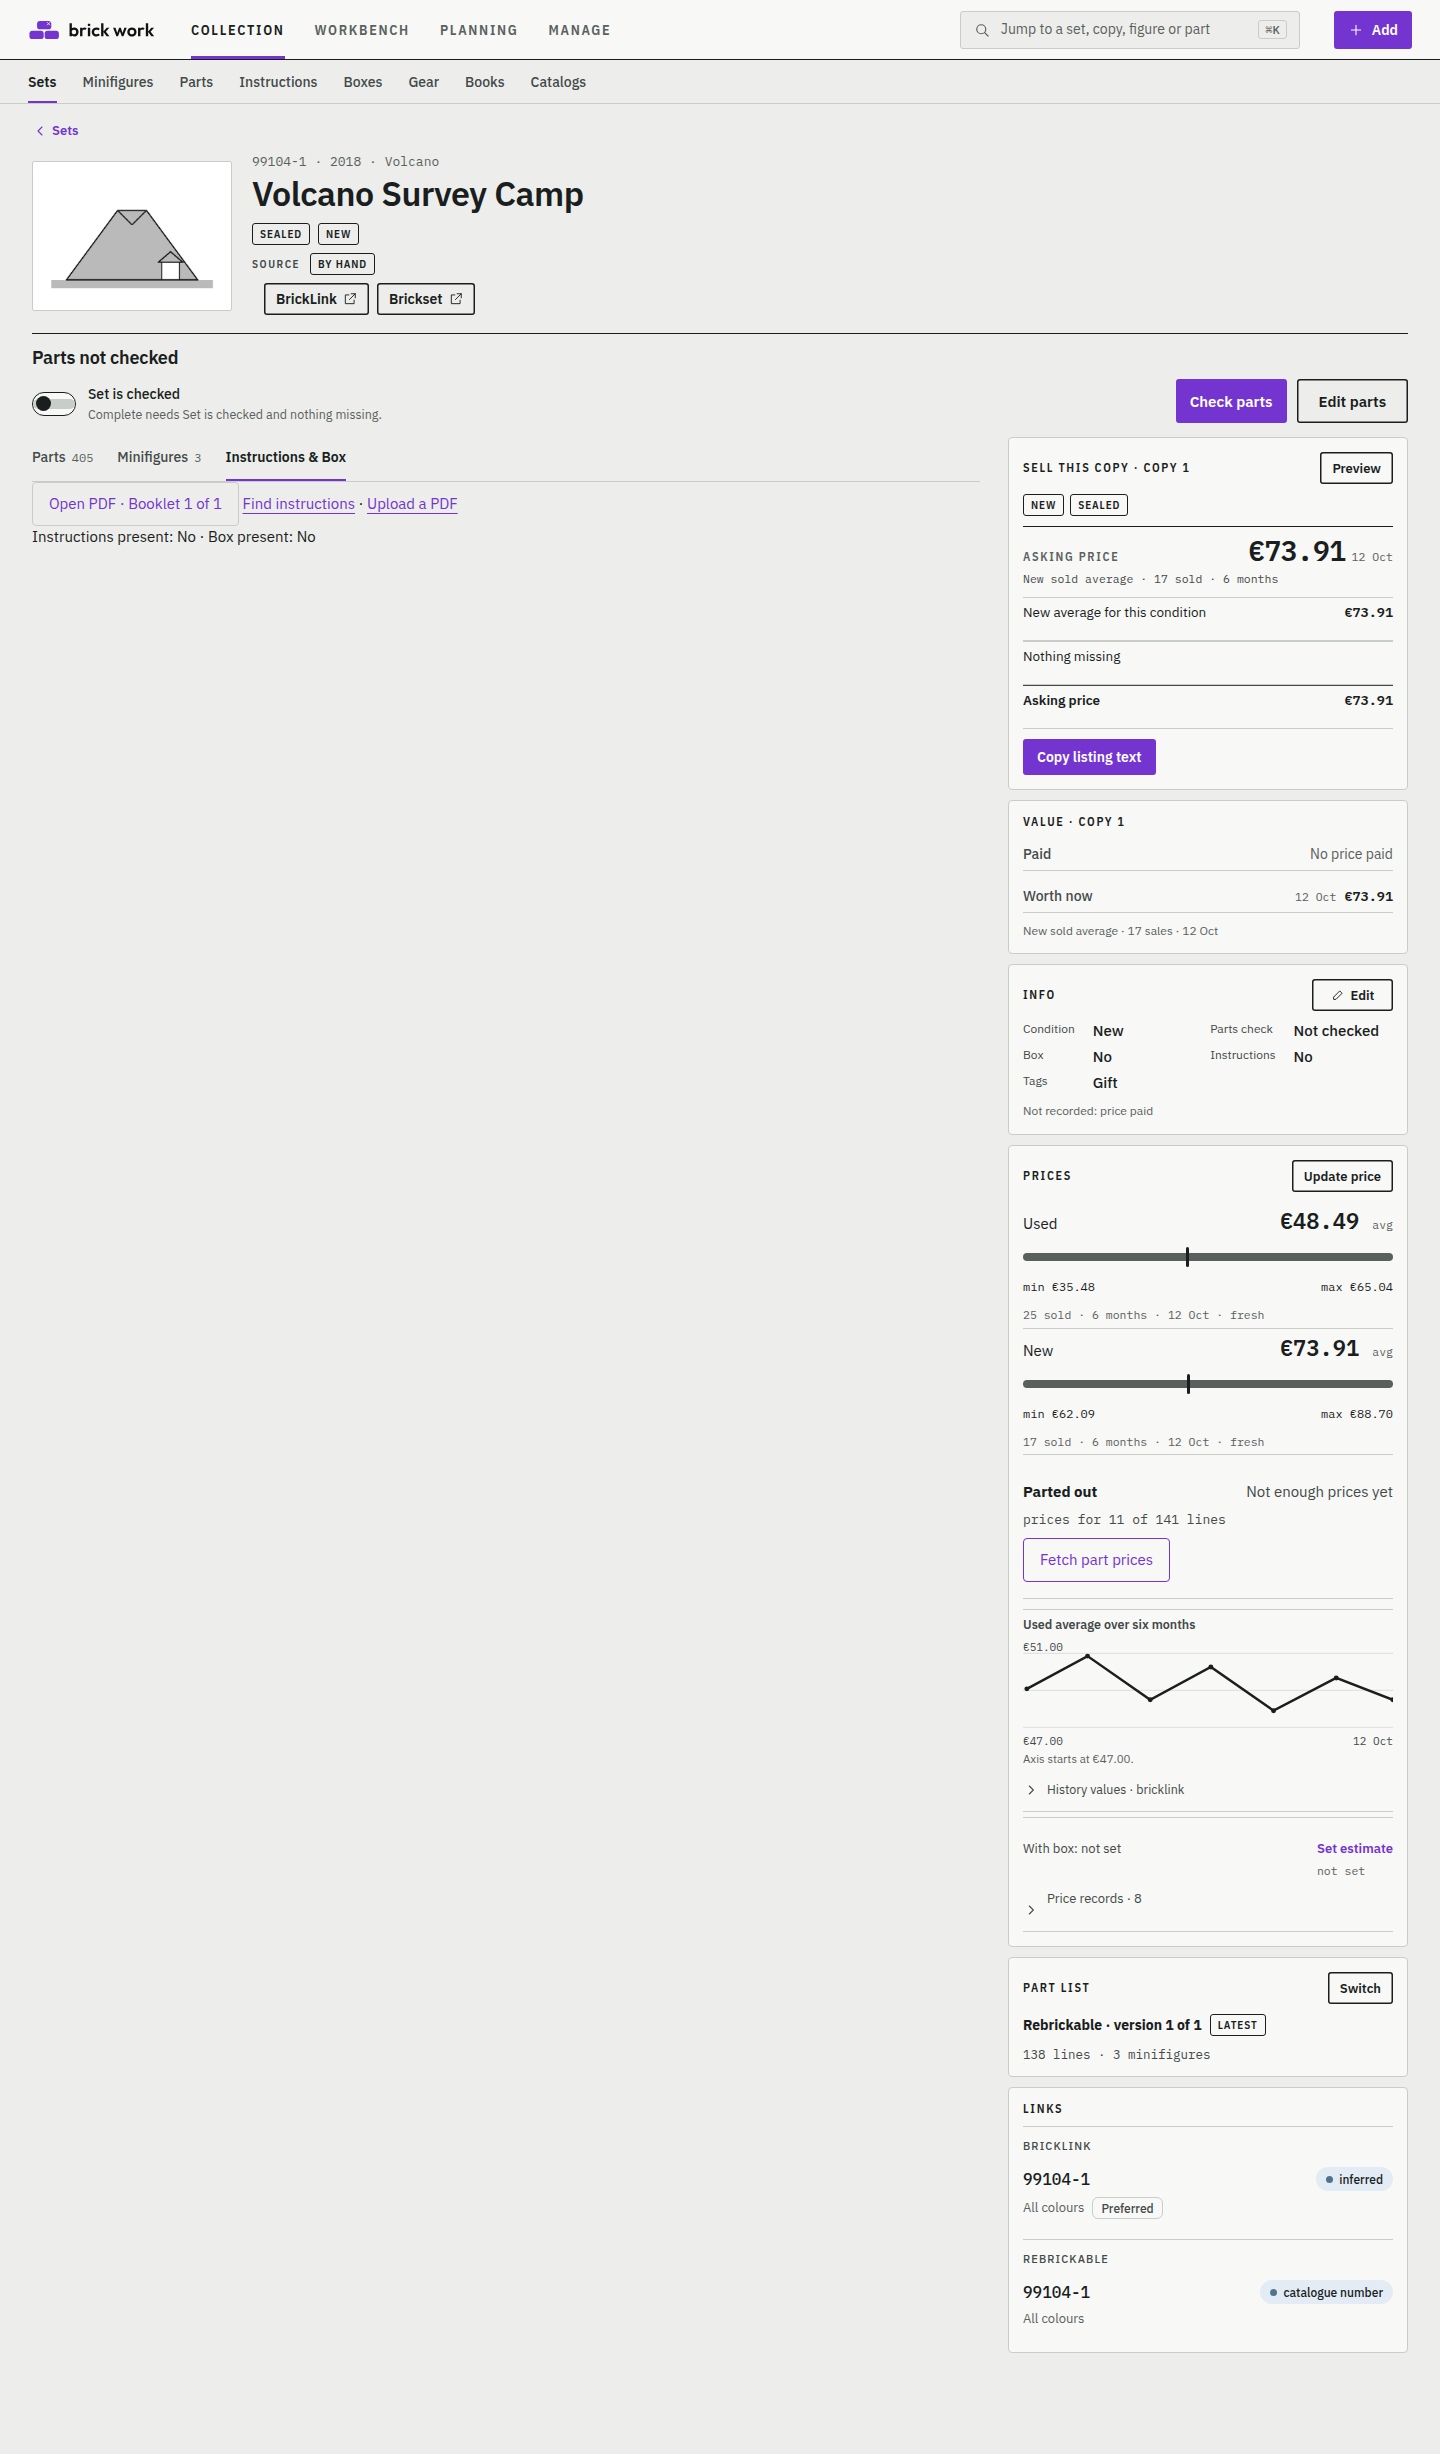 brick work
COLLECTION WORKBENCH PLANNING MANAGE
Jump to a set, copy, figure or part ⌘K
Add
Sets Minifigures Parts Instructions Boxes Gear Books Catalogs
Sets
99104-1 · 2018 · Volcano
Volcano Survey Camp
SEALED NEW
SOURCE BY HAND
BrickLink Brickset
Parts not checked
Set is checked
Complete needs Set is checked and nothing missing.
Check parts Edit parts
Parts 405 Minifigures 3 Instructions & Box
Open PDF · Booklet 1 of 1 Find instructions · Upload a PDF
Instructions present: No · Box present: No
SELL THIS COPY · COPY 1 Preview
NEW SEALED
ASKING PRICE €73.91 12 Oct
New sold average · 17 sold · 6 months
New average for this condition €73.91
Nothing missing
Asking price €73.91
Copy listing text
VALUE · COPY 1
Paid No price paid
Worth now 12 Oct €73.91
New sold average · 17 sales · 12 Oct
INFO Edit
Condition New Parts check Not checked
Box No Instructions No
Tags Gift
Not recorded: price paid
PRICES Update price
Used €48.49 avg
min €35.48 max €65.04
25 sold · 6 months · 12 Oct · fresh
New €73.91 avg
min €62.09 max €88.70
17 sold · 6 months · 12 Oct · fresh
Parted out Not enough prices yet
prices for 11 of 141 lines
Fetch part prices
Used average over six months
€51.00
€47.00 12 Oct
Axis starts at €47.00.
History values · bricklink
With box: not set Set estimate
not set
Price records · 8
PART LIST Switch
Rebrickable · version 1 of 1 LATEST
138 lines · 3 minifigures
LINKS
BRICKLINK
99104-1 inferred
All colours Preferred
REBRICKABLE
99104-1 catalogue number
All colours